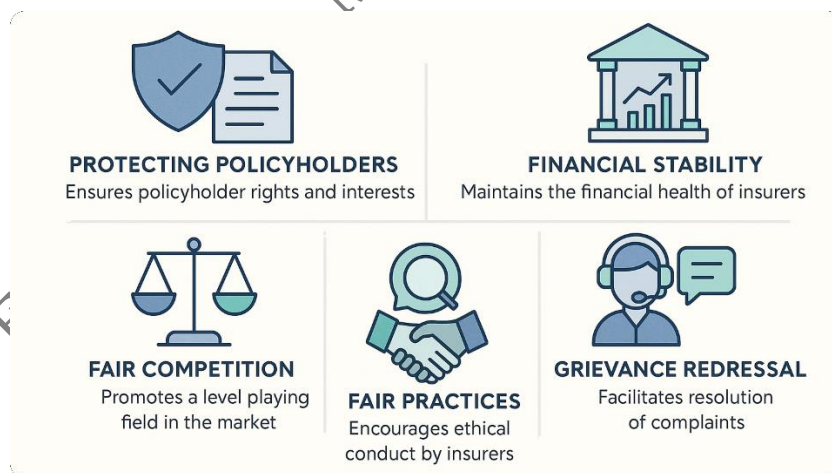 PROTECTING POLICYHOLDERS
Ensures policyholder rights and interests
FINANCIAL STABILITY
Maintains the financial health of insurers
FAIR COMPETITION
Promotes a level playing
field in the market
FAIR PRACTICES
Encourages ethical
conduct by insurers
GRIEVANCE REDRESSAL
Facilitates resolution
of complaints